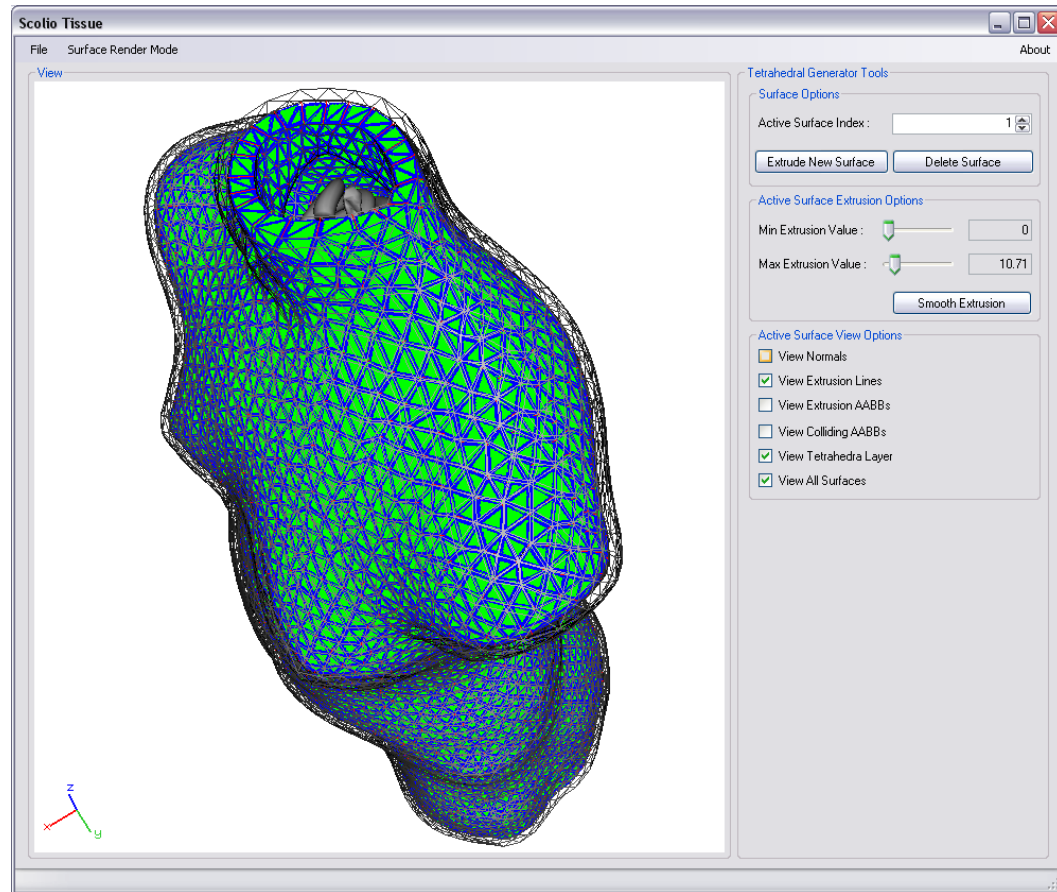 Scolio Tissue
File Surface Render Mode About
View
z
x
y
Tetrahedral Generator Tools
Surface Options
Active Surface Index : 1
Extrude New Surface Delete Surface
Active Surface Extrusion Options
Min Extrusion Value : 0
Max Extrusion Value : 10.71
Smooth Extrusion
Active Surface View Options
View Normals
View Extrusion Lines
View Extrusion AABBs
View Colliding AABBs
View Tetrahedra Layer
View All Surfaces